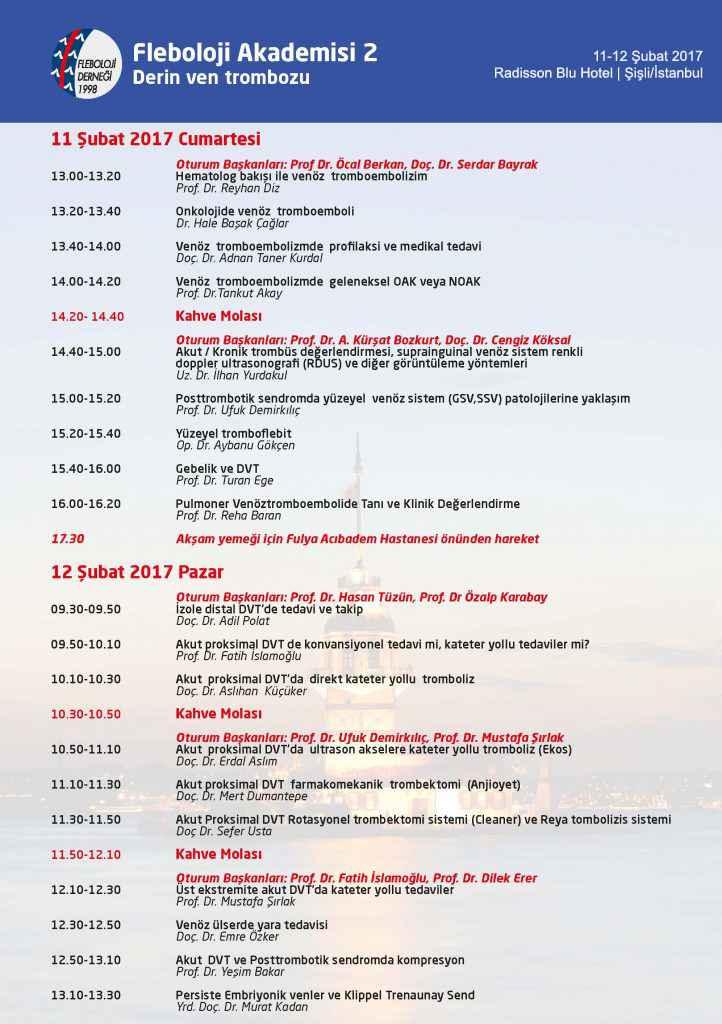 FLEBOLOJİ
DERNEĞİ
1998
Fleboloji Akademisi 2
Derin ven trombozu
11-12 Şubat 2017
Radisson Blu Hotel | Şişli/İstanbul
11 Şubat 2017 Cumartesi
Oturum Başkanları: Prof Dr. Öcal Berkan, Doç. Dr. Serdar Bayrak
13.00-13.20 Hematolog bakışı ile venöz tromboembolizim
Prof. Dr. Reyhan Diz
13.20-13.40 Onkolojide venöz tromboemboli
Dr. Hale Başak Çağlar
13.40-14.00 Venöz tromboembolizmde profilaksi ve medikal tedavi
Doç. Dr. Adnan Taner Kurdal
14.00-14.20 Venöz tromboembolizmde geleneksel OAK veya NOAK
Prof. Dr.Tankut Akay
14.20- 14.40 Kahve Molası
Oturum Başkanları: Prof. Dr. A. Kürşat Bozkurt, Doç. Dr. Cengiz Köksal
14.40-15.00 Akut / Kronik trombüs değerlendirmesi, suprainguinal venöz sistem renkli
doppler ultrasonografi (RDUS) ve diğer görüntüleme yöntemleri
Uz. Dr. İlhan Yurdakul
15.00-15.20 Posttrombotik sendromda yüzeyel venöz sistem (GSV,SSV) patolojilerine yaklaşım
Prof. Dr. Ufuk Demirkılıç
15.20-15.40 Yüzeyel tromboflebit
Op. Dr. Aybanu Gökçen
15.40-16.00 Gebelik ve DVT
Prof. Dr. Turan Ege
16.00-16.20 Pulmoner Venöztromboembolide Tanı ve Klinik Değerlendirme
Prof. Dr. Reha Baran
17.30 Akşam yemeği için Fulya Acıbadem Hastanesi önünden hareket
12 Şubat 2017 Pazar
Oturum Başkanları: Prof. Dr. Hasan Tüzün, Prof. Dr Özalp Karabay
09.30-09.50 İzole distal DVT'de tedavi ve takip
Doç. Dr. Adil Polat
09.50-10.10 Akut proksimal DVT de konvansiyonel tedavi mi, kateter yollu tedaviler mi?
Prof. Dr. Fatih İslamoğlu
10.10-10.30 Akut proksimal DVT'da direkt kateter yollu tromboliz
Doç. Dr. Aslıhan Küçüker
10.30-10.50 Kahve Molası
Oturum Başkanları: Prof. Dr. Ufuk Demirkılıç, Prof. Dr. Mustafa Şırlak
10.50-11.10 Akut proksimal DVT'da ultrason akselere kateter yollu tromboliz (Ekos)
Doç. Dr. Erdal Aslım
11.10-11.30 Akut proksimal DVT farmakomekanik trombektomi (Anjioyet)
Doç. Dr. Mert Dumantepe
11.30-11.50 Akut Proksimal DVT Rotasyonel trombektomi sistemi (Cleaner) ve Reya tombolizis sistemi
Doç Dr. Sefer Usta
11.50-12.10 Kahve Molası
Oturum Başkanları: Prof. Dr. Fatih İslamoğlu, Prof. Dr. Dilek Erer
12.10-12.30 Üst ekstremite akut DVT'da kateter yollu tedaviler
Prof. Dr. Mustafa Şırlak
12.30-12.50 Venöz ülserde yara tedavisi
Doç. Dr. Emre Özker
12.50-13.10 Akut DVT ve Posttrombotik sendromda kompresyon
Prof. Dr. Yeşim Bakar
13.10-13.30 Persiste Embriyonik venler ve Klippel Trenaunay Send
Yrd. Doç. Dr. Murat Kadan